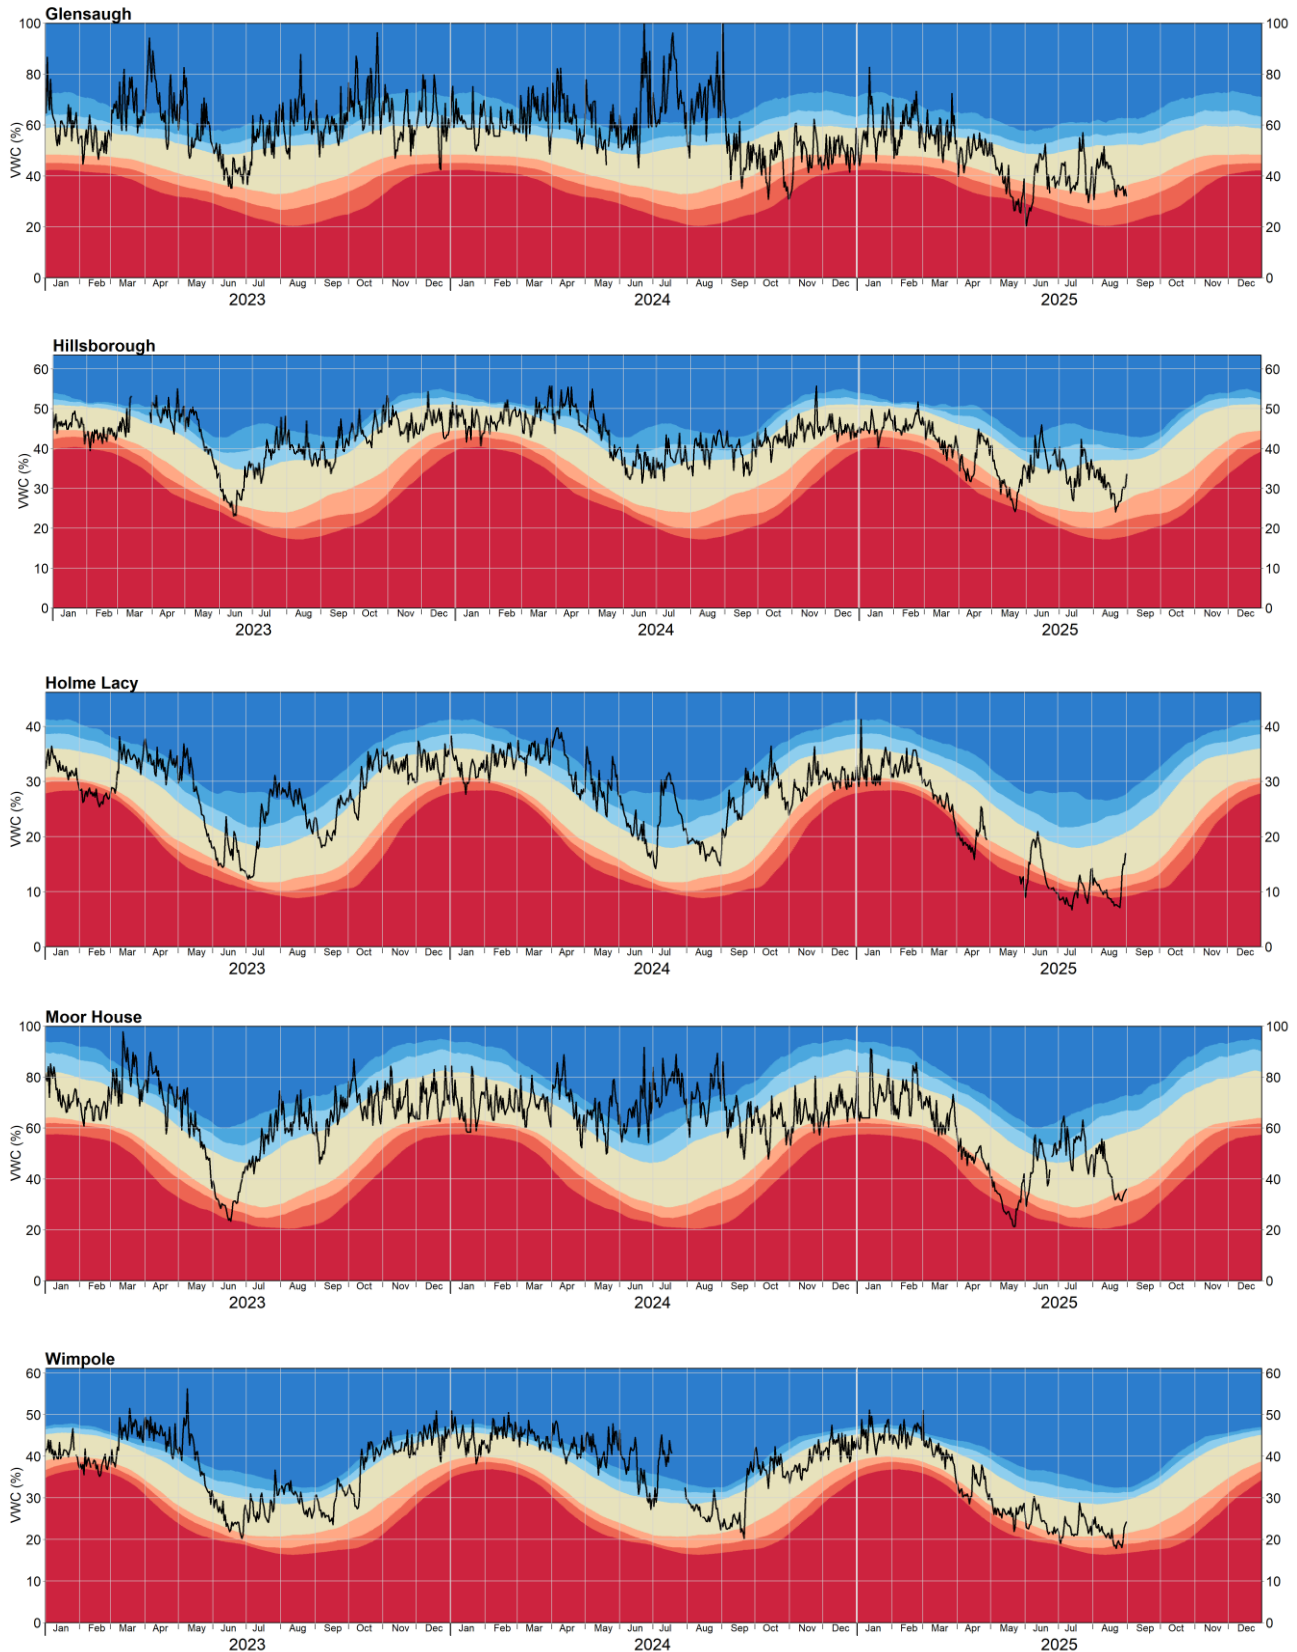 Glensaugh
100 100
80 80
60 60
40 40
20 20
0 0
VWC (%)
Jan Feb Mar Apr May Jun Jul Aug Sep Oct Nov Dec Jan Feb Mar Apr May Jun Jul Aug Sep Oct Nov Dec Jan Feb Mar Apr May Jun Jul Aug Sep Oct Nov Dec
2023 2024 2025
Hillsborough
60 60
50 50
40 40
30 30
20 20
10 10
0 0
VWC (%)
Jan Feb Mar Apr May Jun Jul Aug Sep Oct Nov Dec Jan Feb Mar Apr May Jun Jul Aug Sep Oct Nov Dec Jan Feb Mar Apr May Jun Jul Aug Sep Oct Nov Dec
2023 2024 2025
Holme Lacy
40 40
30 30
20 20
10 10
0 0
VWC (%)
Jan Feb Mar Apr May Jun Jul Aug Sep Oct Nov Dec Jan Feb Mar Apr May Jun Jul Aug Sep Oct Nov Dec Jan Feb Mar Apr May Jun Jul Aug Sep Oct Nov Dec
2023 2024 2025
Moor House
100 100
80 80
60 60
40 40
20 20
0 0
VWC (%)
Jan Feb Mar Apr May Jun Jul Aug Sep Oct Nov Dec Jan Feb Mar Apr May Jun Jul Aug Sep Oct Nov Dec Jan Feb Mar Apr May Jun Jul Aug Sep Oct Nov Dec
2023 2024 2025
Wimpole
60 60
50 50
40 40
30 30
20 20
10 10
0 0
VWC (%)
Jan Feb Mar Apr May Jun Jul Aug Sep Oct Nov Dec Jan Feb Mar Apr May Jun Jul Aug Sep Oct Nov Dec Jan Feb Mar Apr May Jun Jul Aug Sep Oct Nov Dec
2023 2024 2025